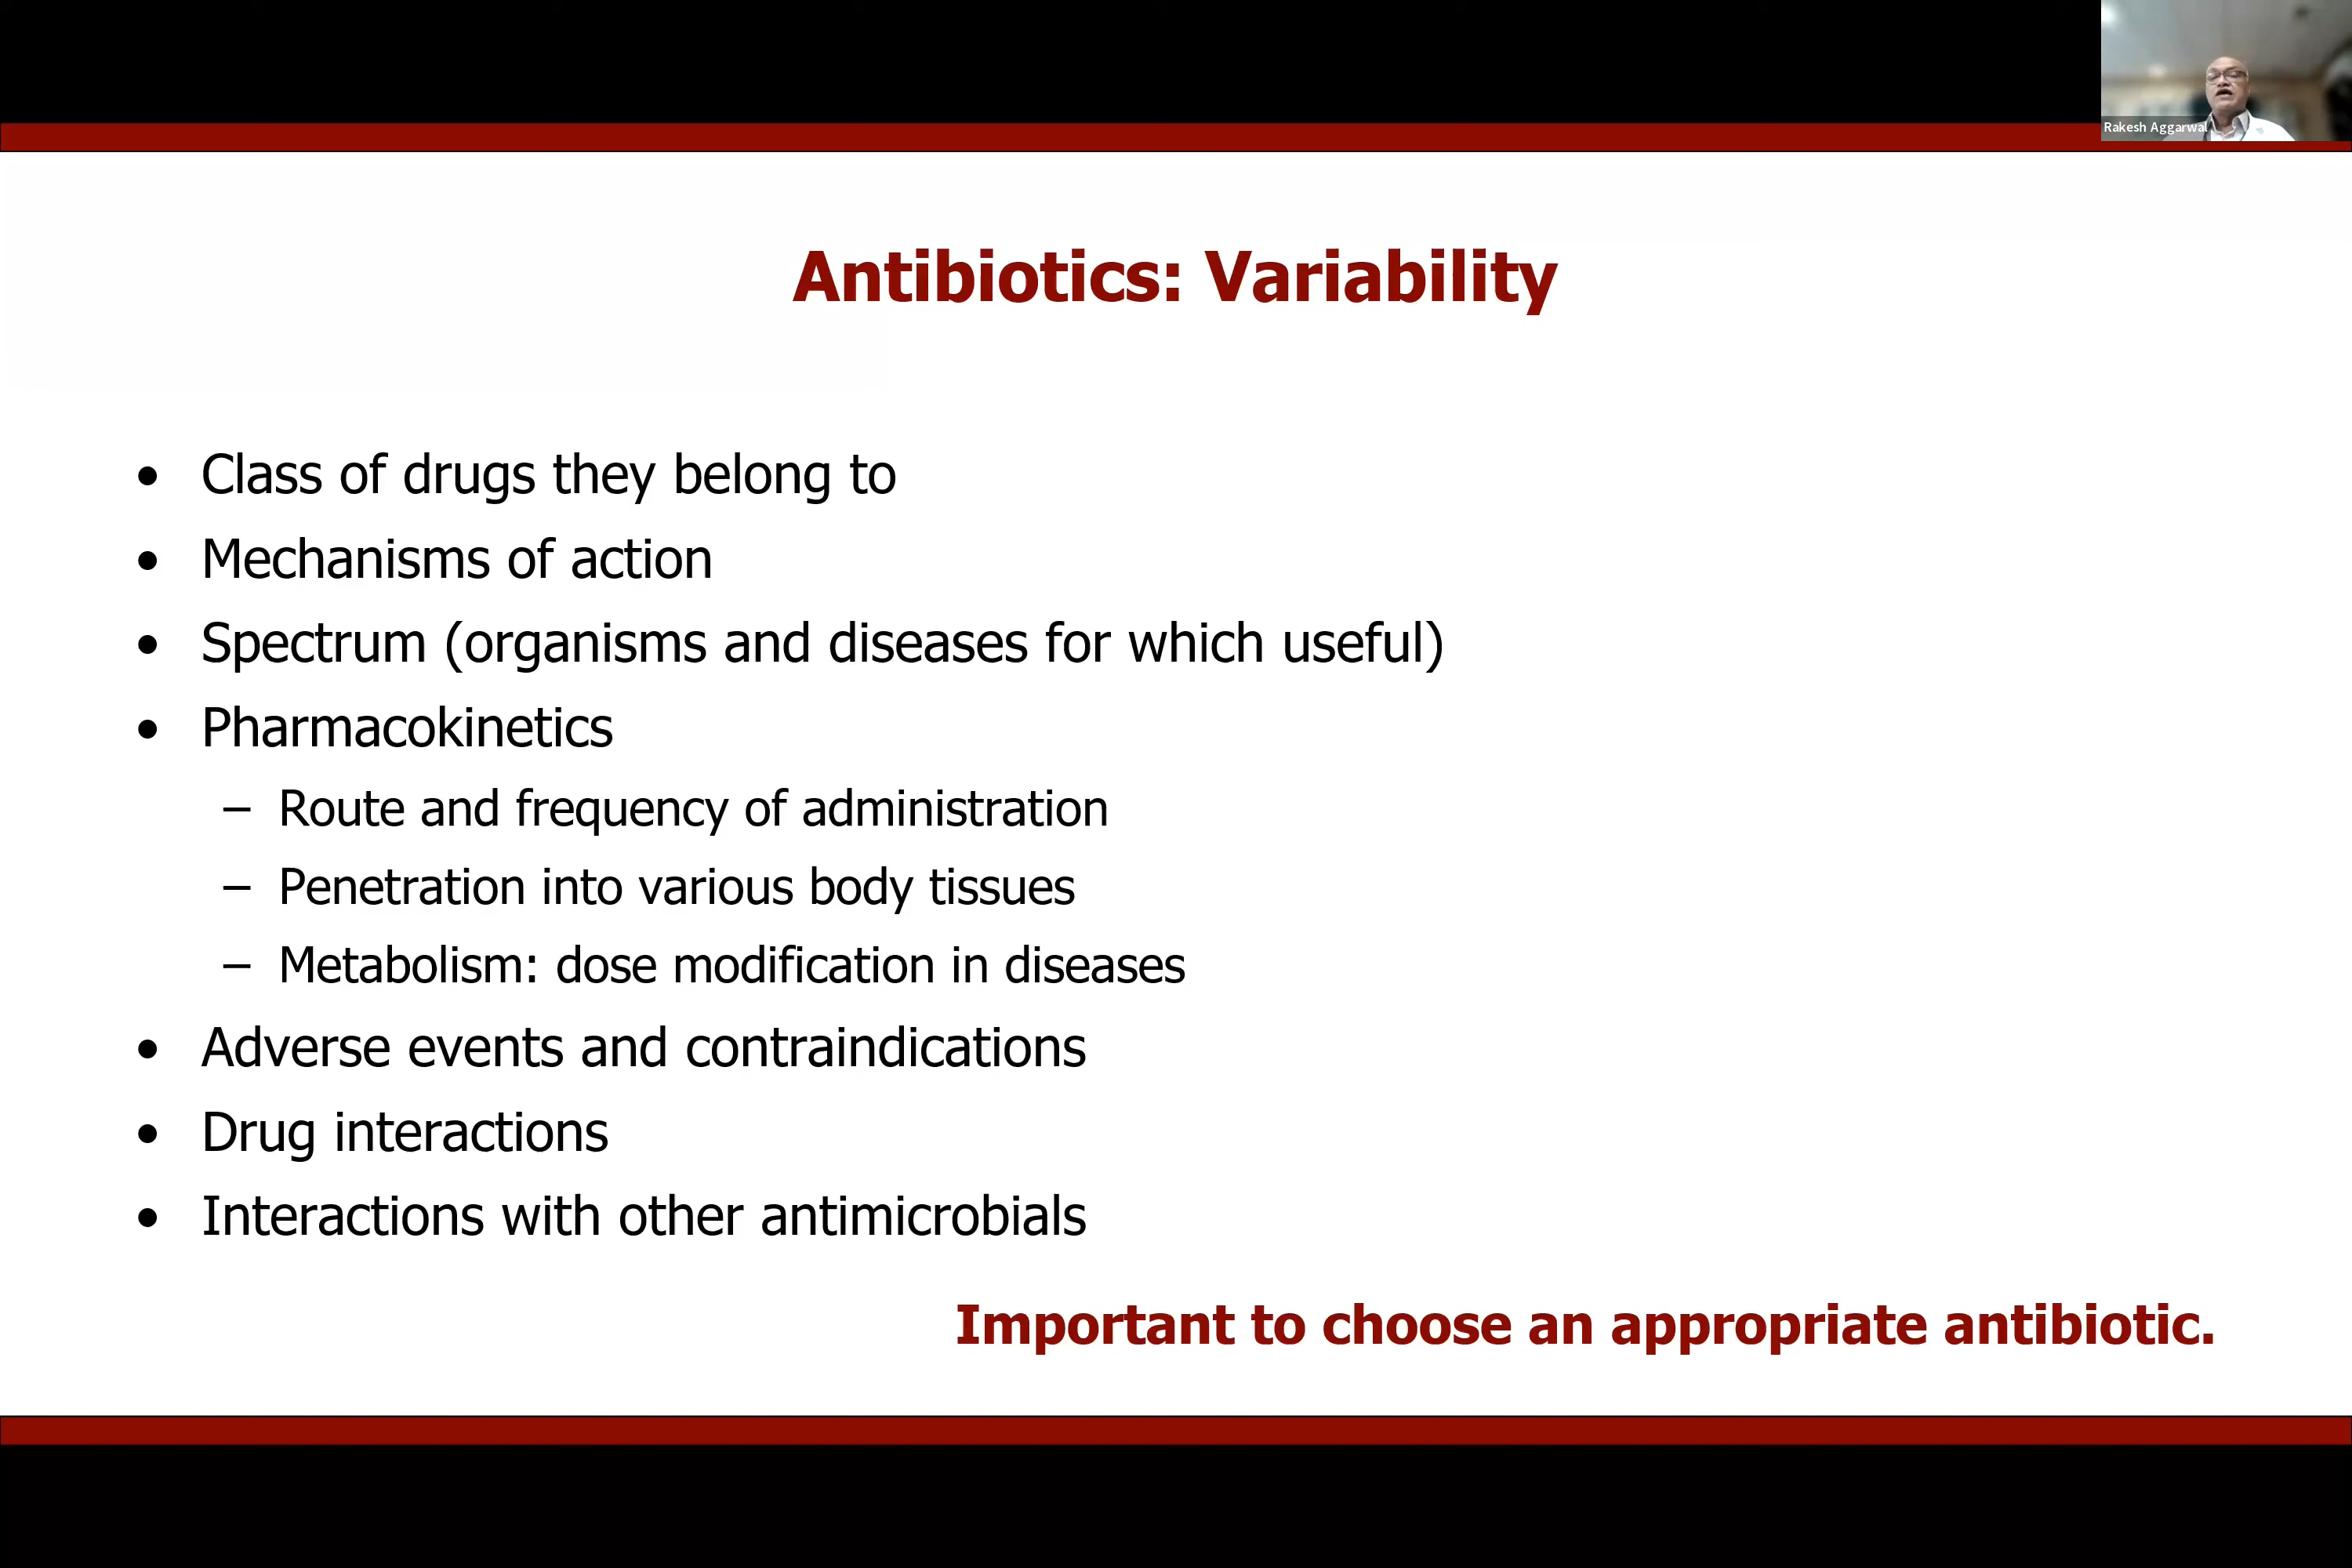 Rakesh Aggarwal
Antibiotics: Variability
• Class of drugs they belong to
• Mechanisms of action
• Spectrum (organisms and diseases for which useful)
• Pharmacokinetics
– Route and frequency of administration
– Penetration into various body tissues
– Metabolism: dose modification in diseases
• Adverse events and contraindications
• Drug interactions
• Interactions with other antimicrobials
Important to choose an appropriate antibiotic.